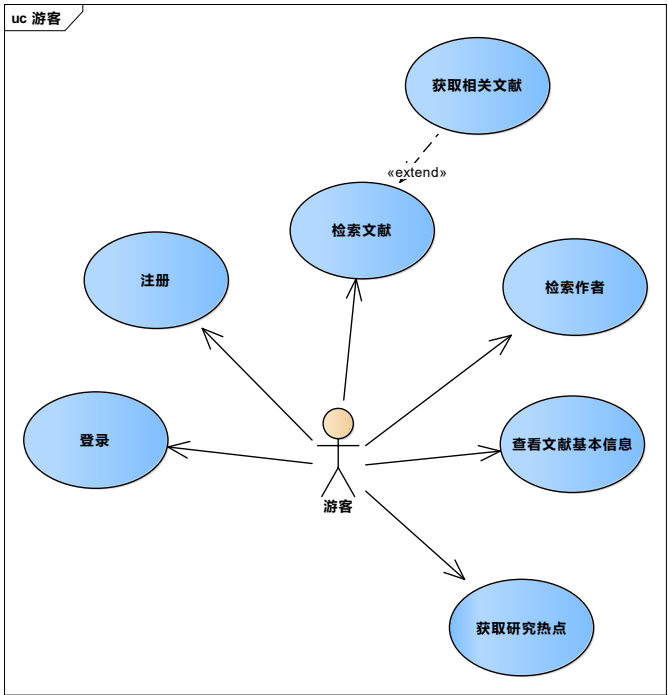 uc 游客
获取相关文献
«extend»
检索文献
注册
检索作者
登录
查看文献基本信息
游客
获取研究热点